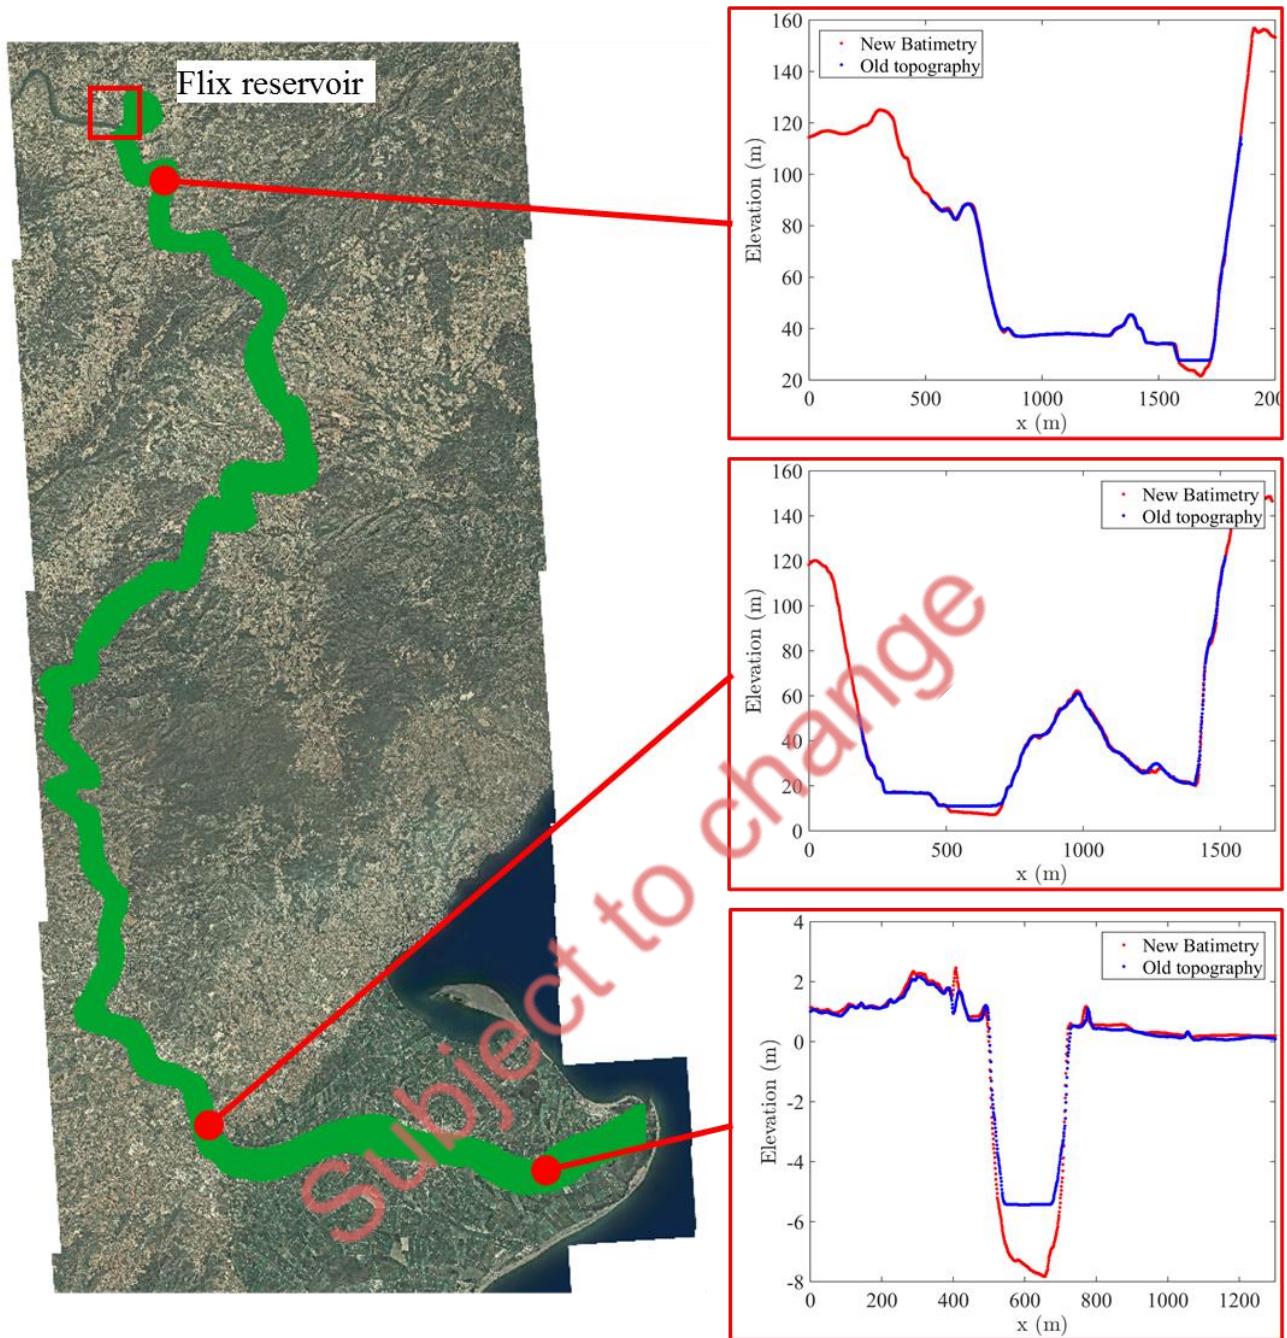 Flix reservoir
160
140
120
100
80
60
40
20
Elevation (m)
New Batimetry
Old topography
0 500 1000 1500 200
x (m)
160
140
120
100
80
60
40
20
0
Elevation (m)
New Batimetry
Old topography
0 500 1000 1500
x (m)
4
2
0
-2
-4
-6
-8
Elevation (m)
New Batimetry
Old topography
0 200 400 600 800 1000 1200
x (m)
Subject to change